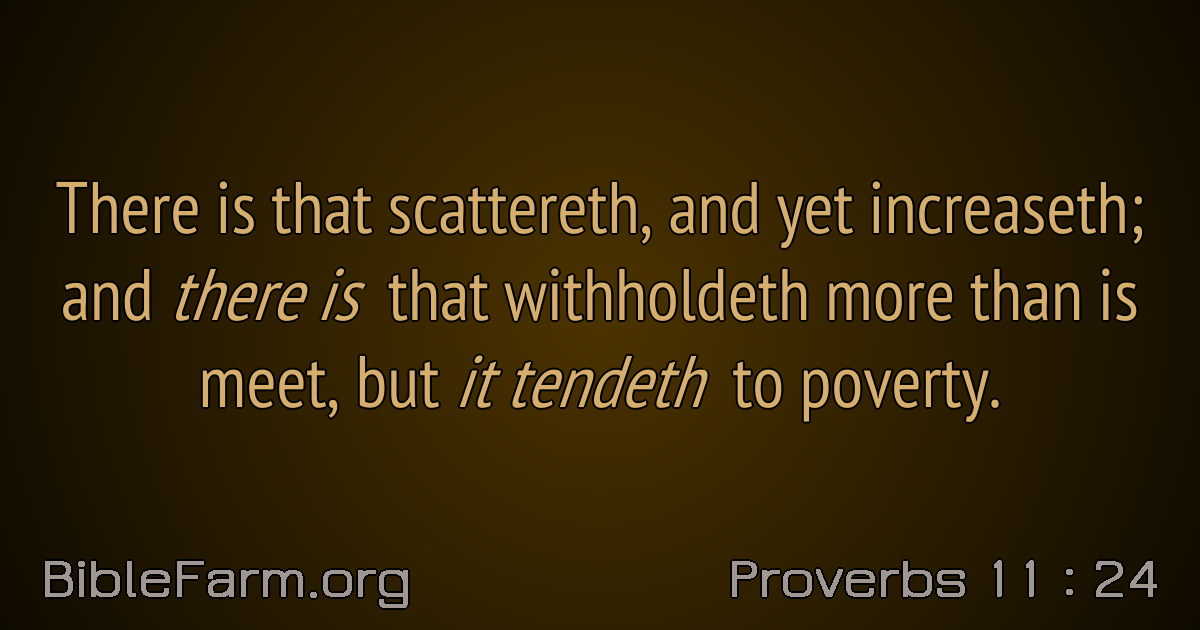 There is that scattereth, and yet increaseth;
and there is that withholdeth more than is
meet, but it tendeth to poverty.
BibleFarm.org
Proverbs 11 : 24